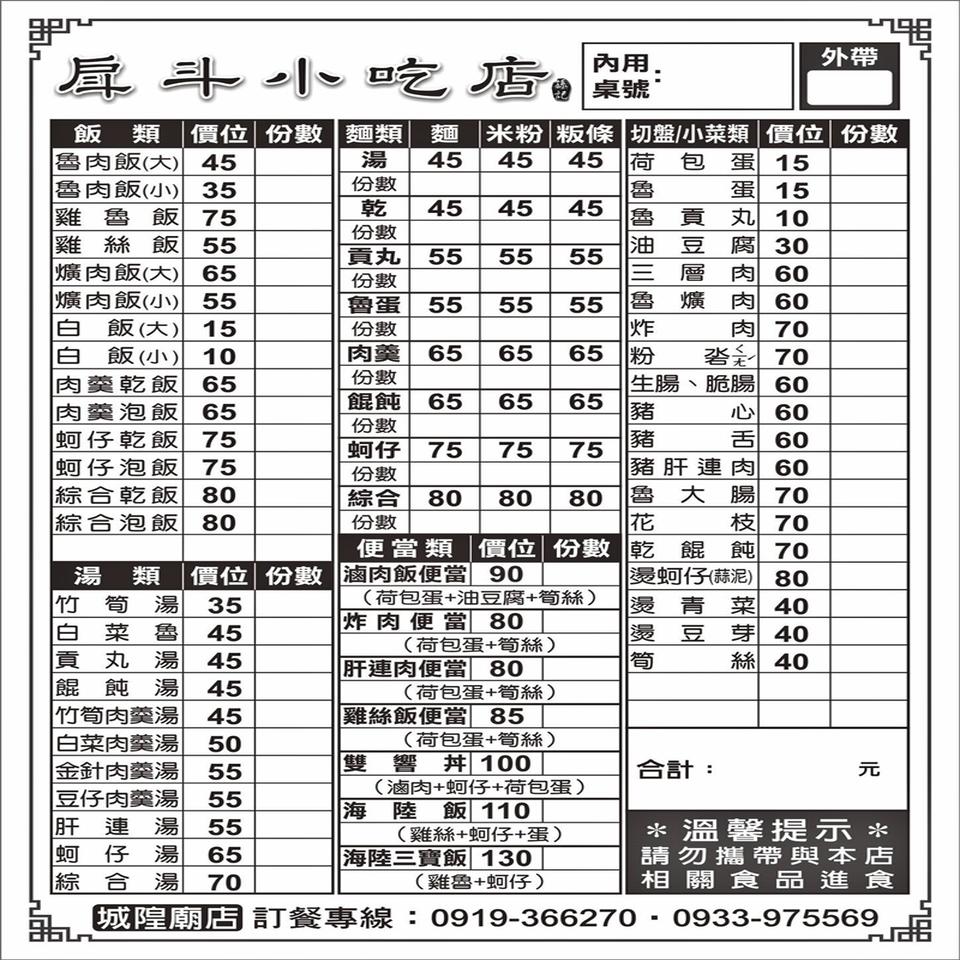 戽斗小吃店
內用
桌號：
外帶
飯類 價位 份數
魯肉飯(大) 45
魯肉飯(小) 35
雞魯飯 75
雞絲飯 55
爌肉飯(大) 65
爌肉飯(小) 55
白飯(大) 15
白飯(小) 10
肉羹乾飯 65
肉羹泡飯 65
蚵仔乾飯 75
蚵仔泡飯 75
綜合乾飯 80
綜合泡飯 80
湯類 價位 份數
竹筍湯 35
白菜魯 45
貢丸湯 45
餛飩湯 45
竹筍肉羹湯 45
白菜肉羹湯 50
金針肉羹湯 55
豆仔肉羹湯 55
肝連湯 55
蚵仔湯 65
綜合湯 70
麵類 麵 米粉 粄條
湯 45 45 45
份數
乾 45 45 45
份數
貢丸 55 55 55
份數
魯蛋 55 55 55
份數
肉羹 65 65 65
份數
餛飩 65 65 65
份數
蚵仔 75 75 75
份數
綜合 80 80 80
份數
便當類 價位 份數
滷肉飯便當 90
(荷包蛋+油豆腐+筍絲)
炸肉便當 80
(荷包蛋+筍絲)
肝連肉便當 80
(荷包蛋+筍絲)
雞絲飯便當 85
(荷包蛋+筍絲)
雙響丼 100
(滷肉+蚵仔+荷包蛋)
海陸飯 110
(雞絲+蚵仔+蛋)
海陸三寶飯 130
(雞魯+蚵仔)
切盤/小菜類 價位 份數
荷包蛋 15
魯蛋 15
魯貢丸 10
油豆腐 30
三層肉 60
魯爌肉 60
炸肉 70
粉沯ㄑㄧㄤˊ 70
生腸、脆腸 60
豬心 60
豬舌 60
豬肝連肉 60
魯大腸 70
花枝 70
乾餛飩 70
燙蚵仔(蒜泥) 80
燙青菜 40
燙豆芽 40
筍絲 40
合計： 元
＊溫馨提示＊
請勿攜帶與本店
相關食品進食
城隍廟店 訂餐專線：0919-366270・0933-975569